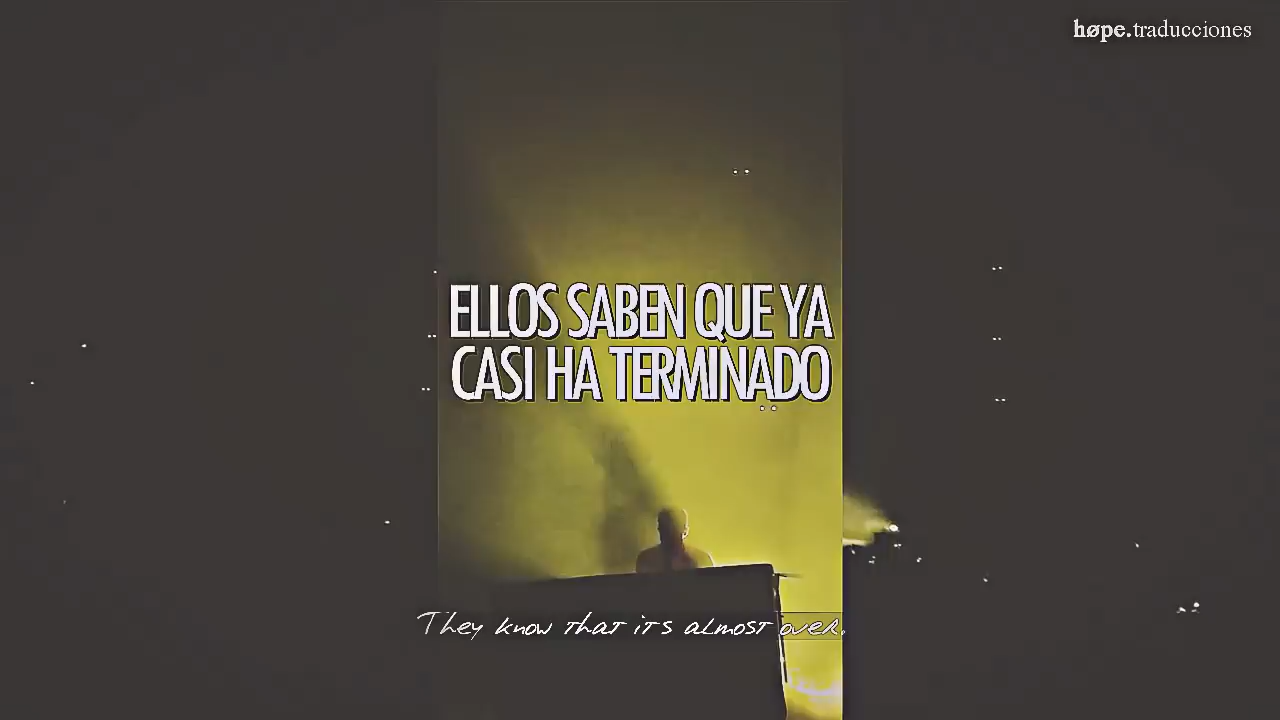 høpe.traducciones
ELLOS SABEN QUE YA
CASI HA TERMINADO
They know that it's almost over.